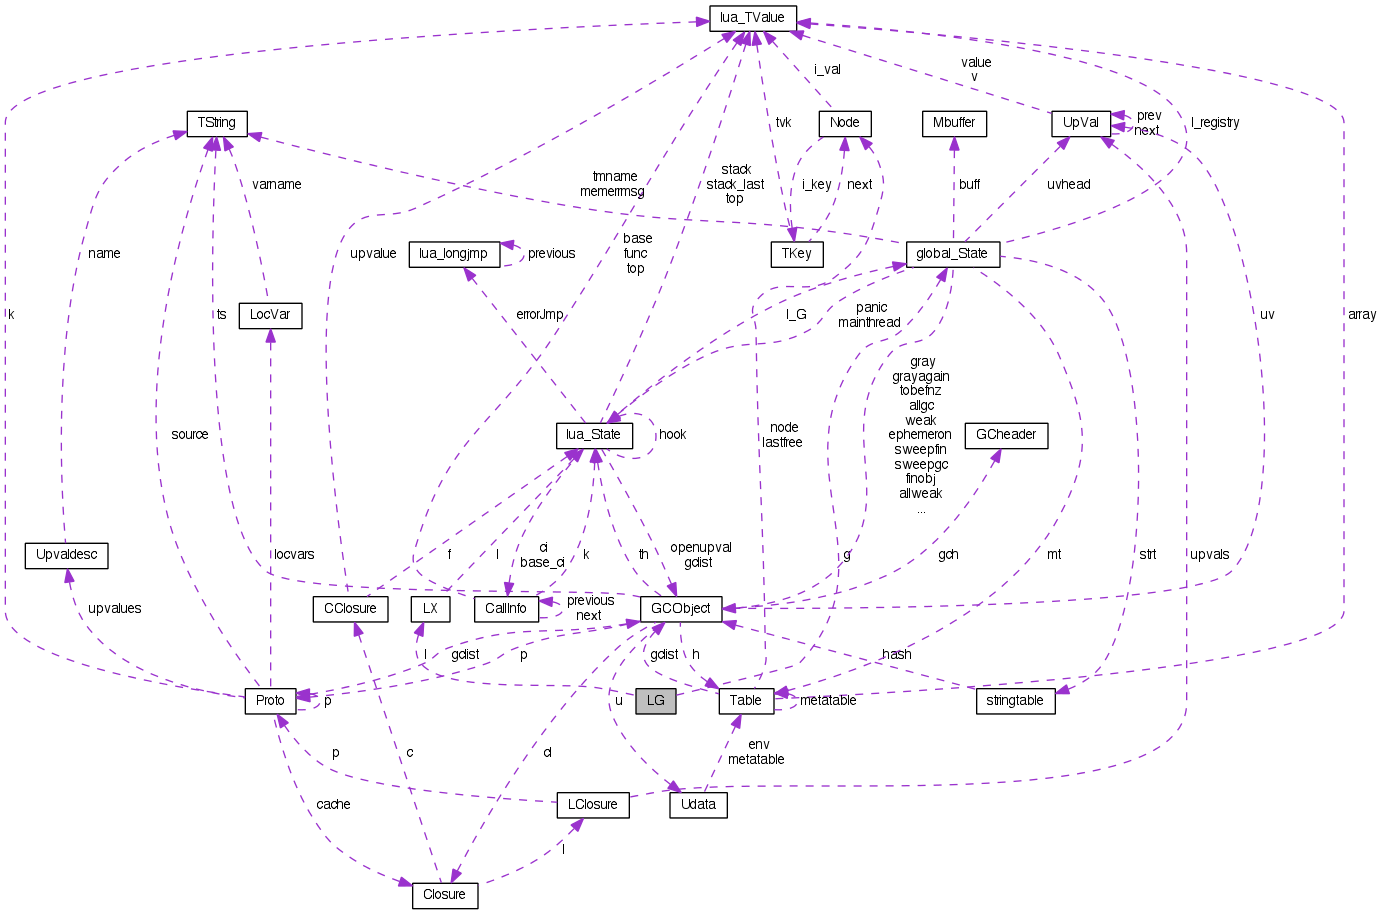 lua_TValue
i_val
value
v
TString
tvk
Node
Mbuffer
UpVal
prev
next
l_registry
varname
tmname
memerrmsg
stack
stack_last
top
i_key
next
buff
uvhead
name
upvalue
lua_longjmp
previous
base
func
top
TKey
global_State
k
LocVar
ts
errorJmp
l_G
panic
mainthread
uv
array
source
lua_State
hook
node
lastfree
gray
grayagain
tobefnz
allgc
weak
ephemeron
sweepfin
sweepgc
finobj
allweak
...
GCheader
Upvaldesc
locvars
f
l
ci
base_ci
k
th
openupval
gclist
g
gch
mt
strt
upvals
upvalues
CClosure
LX
CallInfo
previous
next
GCObject
l
gclist
p
gclist
h
hash
Proto
p
u
LG
Table
metatable
stringtable
p
c
cl
env
metatable
cache
LClosure
Udata
l
Closure